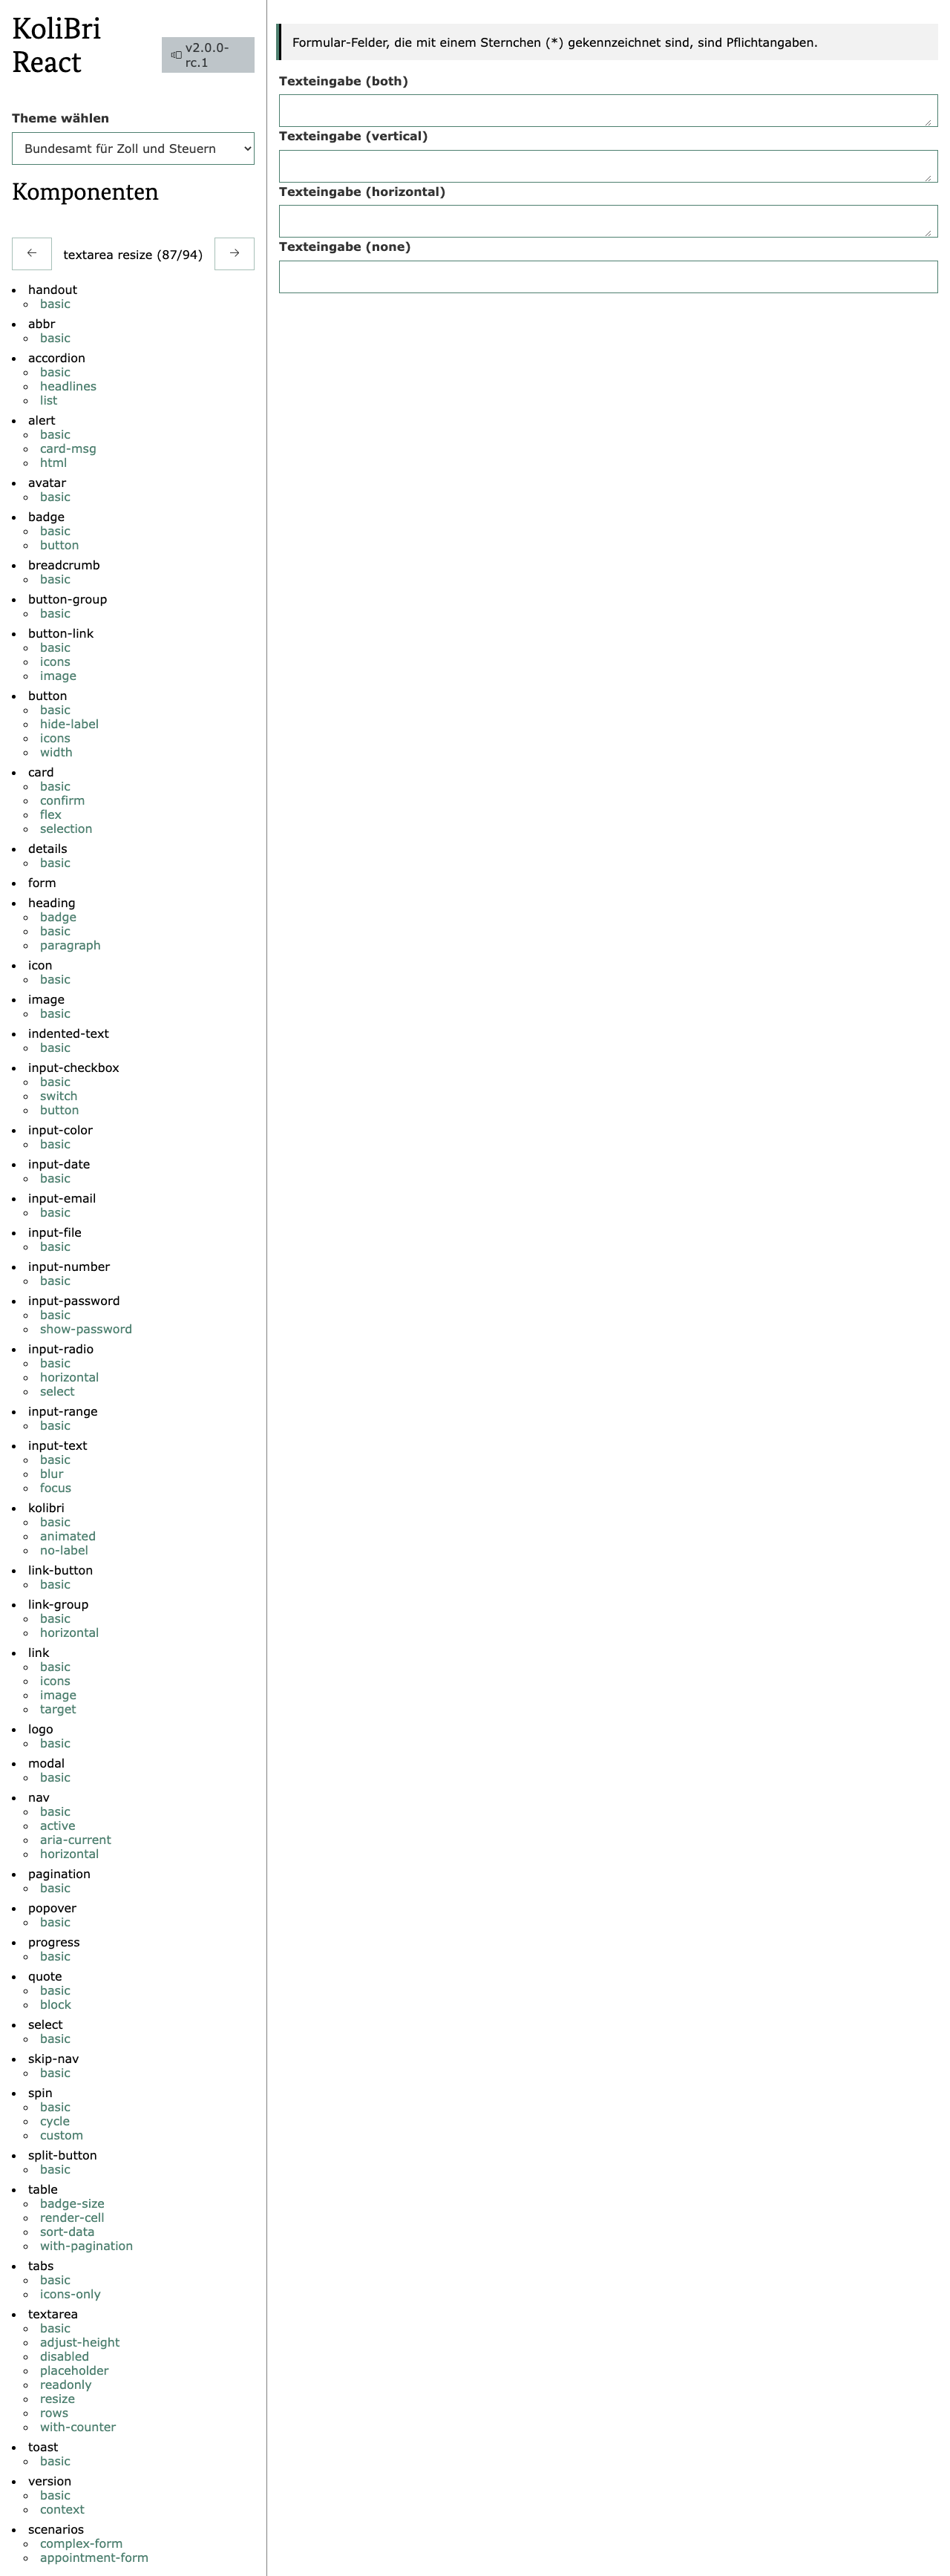 KoliBri
React
v2.0.0-
rc.1
Theme wählen
Bundesamt für Zoll und Steuern
Komponenten
← textarea resize (87/94) →
handout
basic
abbr
basic
accordion
basic
headlines
list
alert
basic
card-msg
html
avatar
basic
badge
basic
button
breadcrumb
basic
button-group
basic
button-link
basic
icons
image
button
basic
hide-label
icons
width
card
basic
confirm
flex
selection
details
basic
form
heading
badge
basic
paragraph
icon
basic
image
basic
indented-text
basic
input-checkbox
basic
switch
button
input-color
basic
input-date
basic
input-email
basic
input-file
basic
input-number
basic
input-password
basic
show-password
input-radio
basic
horizontal
select
input-range
basic
input-text
basic
blur
focus
kolibri
basic
animated
no-label
link-button
basic
link-group
basic
horizontal
link
basic
icons
image
target
logo
basic
modal
basic
nav
basic
active
aria-current
horizontal
pagination
basic
popover
basic
progress
basic
quote
basic
block
select
basic
skip-nav
basic
spin
basic
cycle
custom
split-button
basic
table
badge-size
render-cell
sort-data
with-pagination
tabs
basic
icons-only
textarea
basic
adjust-height
disabled
placeholder
readonly
resize
rows
with-counter
toast
basic
version
basic
context
scenarios
complex-form
appointment-form
Formular-Felder, die mit einem Sternchen (*) gekennzeichnet sind, sind Pflichtangaben.
Texteingabe (both)
Texteingabe (vertical)
Texteingabe (horizontal)
Texteingabe (none)